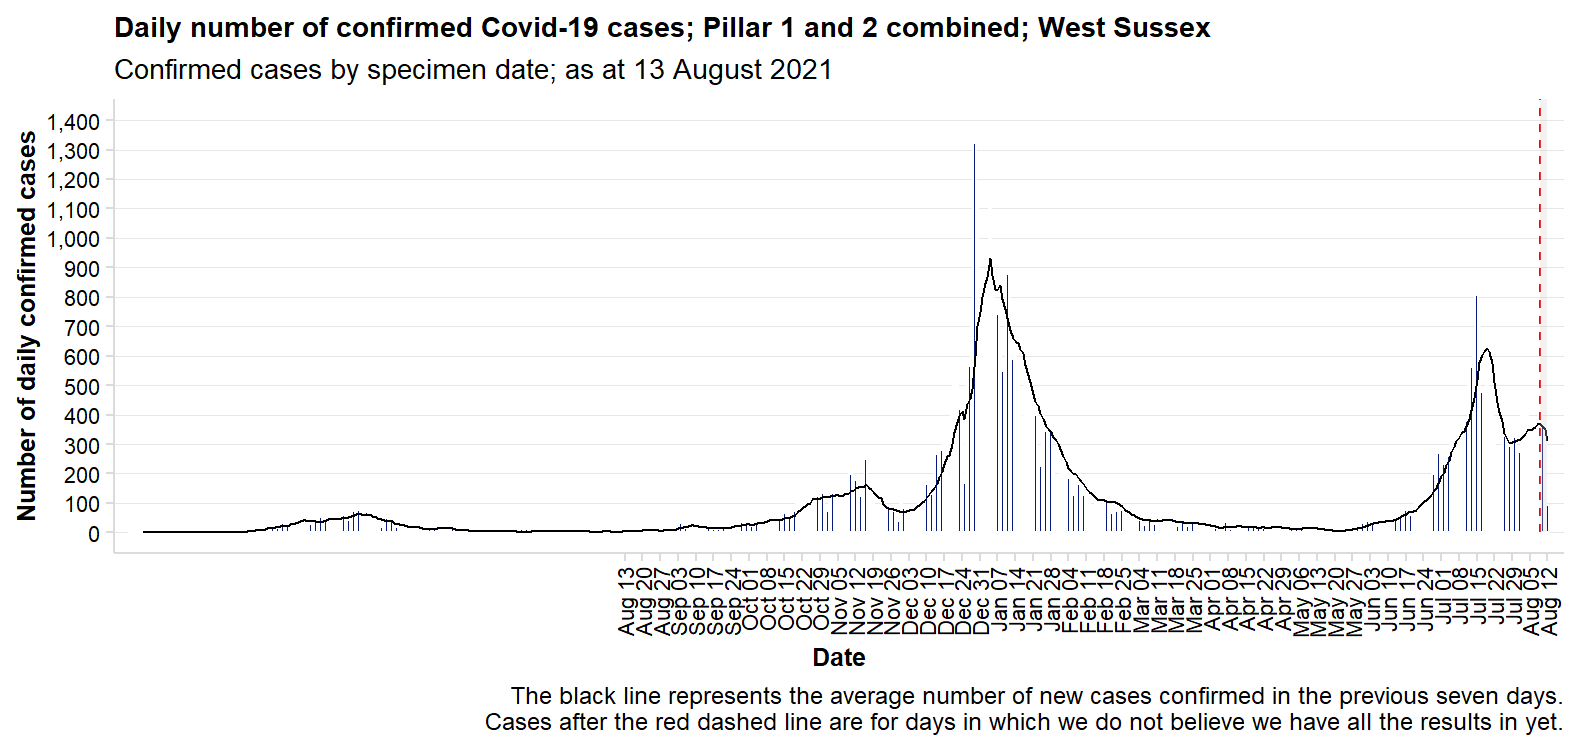 Daily number of confirmed Covid-19 cases; Pillar 1 and 2 combined; West Sussex
Confirmed cases by specimen date; as at 13 August 2021
Number of daily confirmed cases
1,400
1,300
1,200
1,100
1,000
900
800
700
600
500
400
300
200
100
0
Aug 13
Aug 20
Aug 27
Sep 03
Sep 10
Sep 17
Sep 24
Oct 01
Oct 08
Oct 15
Oct 22
Oct 29
Nov 05
Nov 12
Nov 19
Nov 26
Dec 03
Dec 10
Dec 17
Dec 24
Dec 31
Jan 07
Jan 14
Jan 21
Jan 28
Feb 04
Feb 11
Feb 18
Feb 25
Mar 04
Mar 11
Mar 18
Mar 25
Apr 01
Apr 08
Apr 15
Apr 22
Apr 29
May 06
May 13
May 20
May 27
Jun 03
Jun 10
Jun 17
Jun 24
Jul 01
Jul 08
Jul 15
Jul 22
Jul 29
Aug 05
Aug 12
Date
The black line represents the average number of new cases confirmed in the previous seven days.
Cases after the red dashed line are for days in which we do not believe we have all the results in yet.